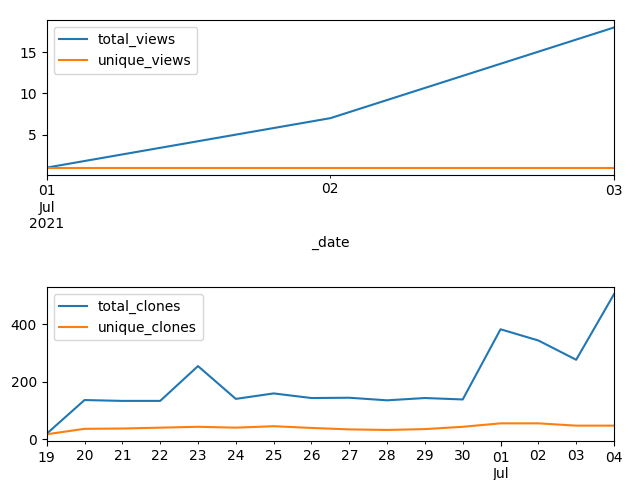 total_views
unique_views
15
10
5
01 02 03
Jul
2021
_date
total_clones
unique_clones
400
200
0
19 20 21 22 23 24 25 26 27 28 29 30 01 02 03 04
Jul